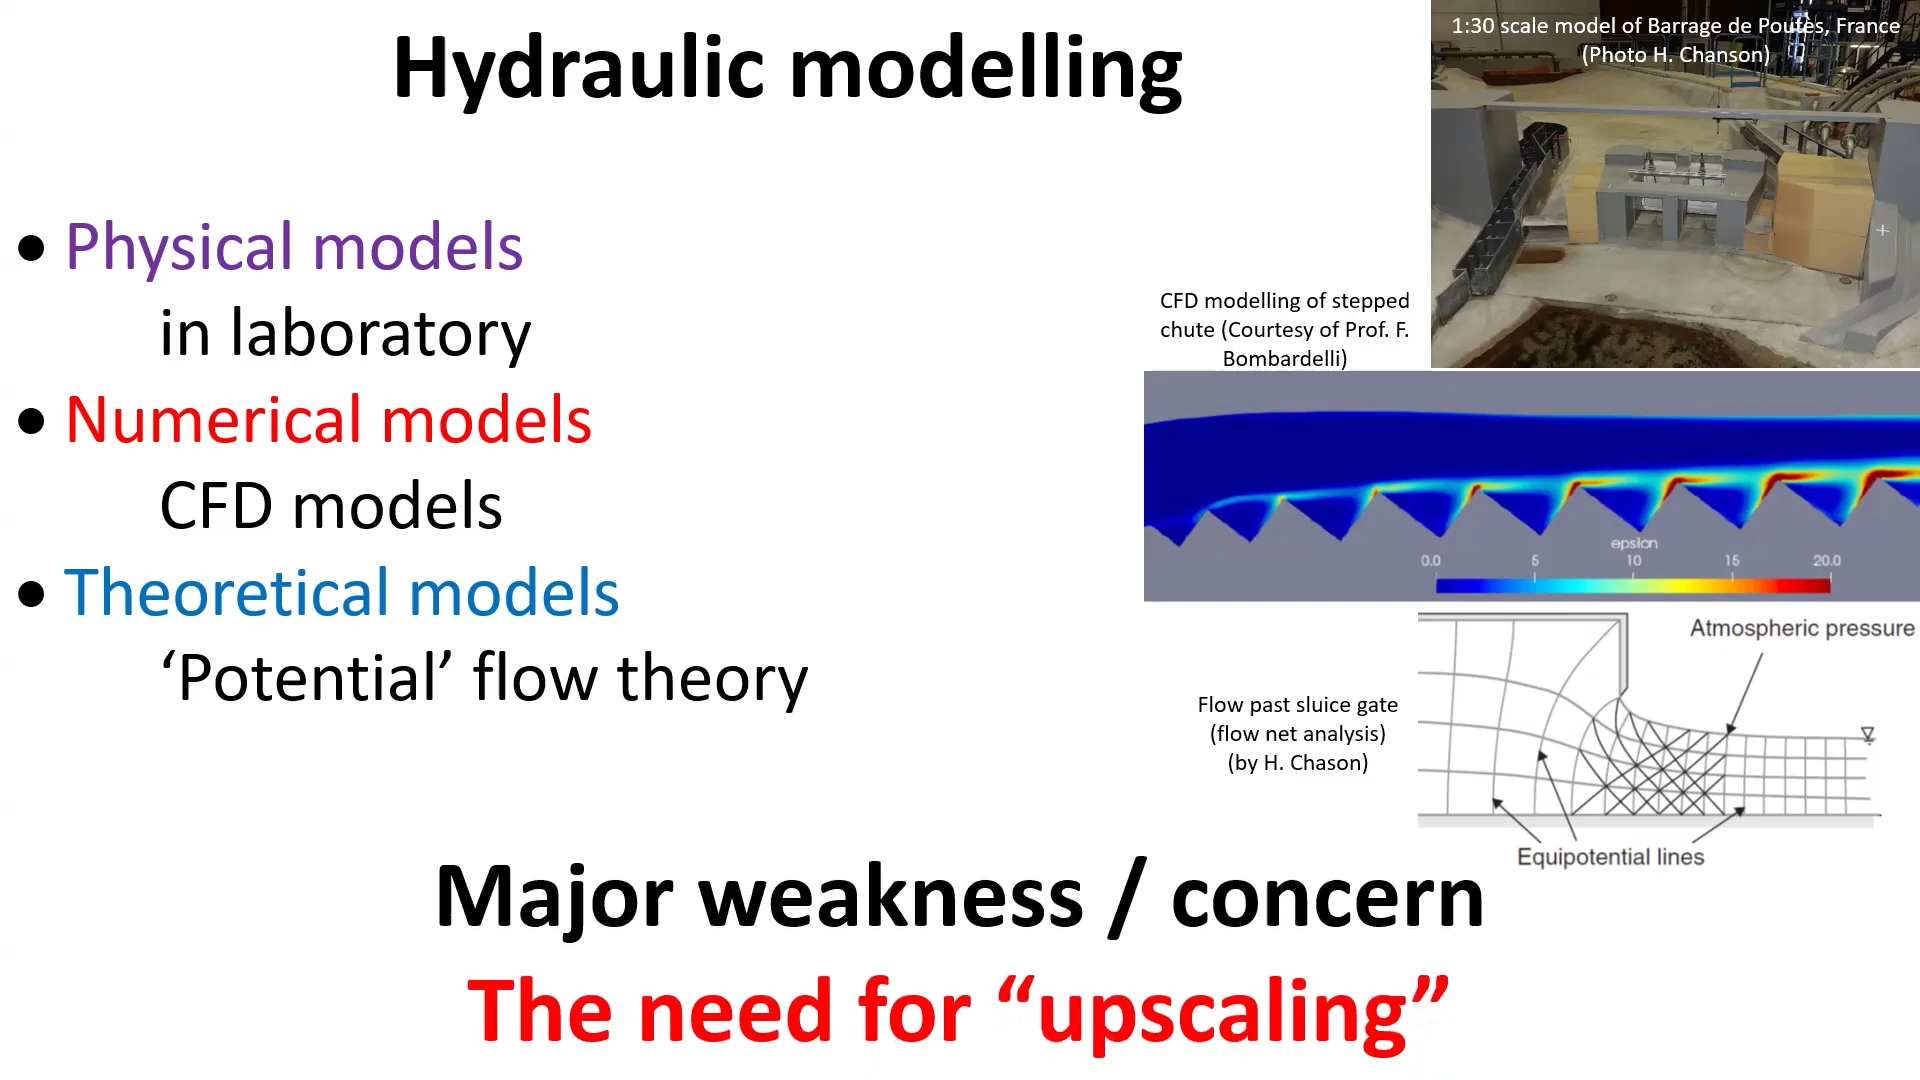 Hydraulic modelling
1:30 scale model of Barrage de Poutès, France
(Photo H. Chanson)
• Physical models
in laboratory
• Numerical models
CFD models
• Theoretical models
‘Potential’ flow theory
CFD modelling of stepped
chute (Courtesy of Prof. F.
Bombardelli)
epsilon
0.0 5 10 15 20.0
Atmospheric pressure
Flow past sluice gate
(flow net analysis)
(by H. Chason)
Equipotential lines
Major weakness / concern
The need for “upscaling”